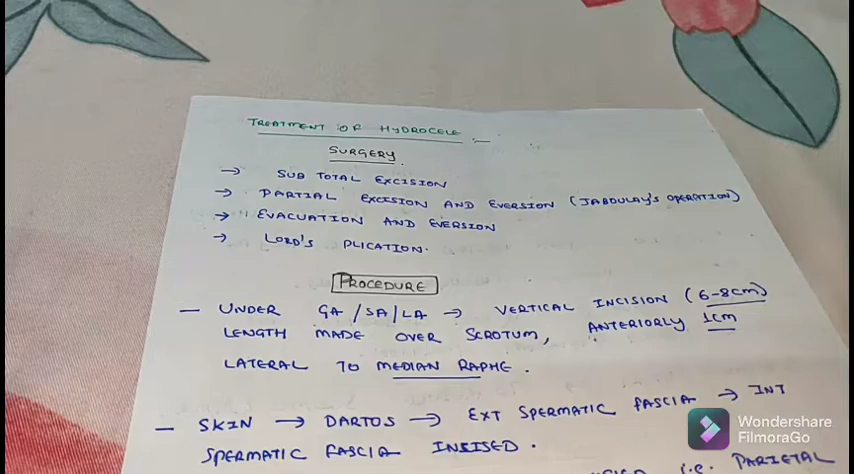 TREATMENT OF HYDROCELE :-
SURGERY.
→ SUB TOTAL EXCISION
→ PARTIAL EXCISION AND EVERSION (JABOULAY'S OPERATION)
→ EVACUATION AND EVERSION
→ LORD'S PLICATION.
PROCEDURE
— UNDER GA/SA/LA → VERTICAL INCISION (6-8cm)
LENGTH MADE OVER SCROTUM, ANTERIORLY 1cm
LATERAL TO MEDIAN RAPHE.
— SKIN → DARTOS → EXT SPERMATIC FASCIA → INT
SPERMATIC FASCIA INSISED.
i.e PARIETAL
Wondershare
FilmoraGo